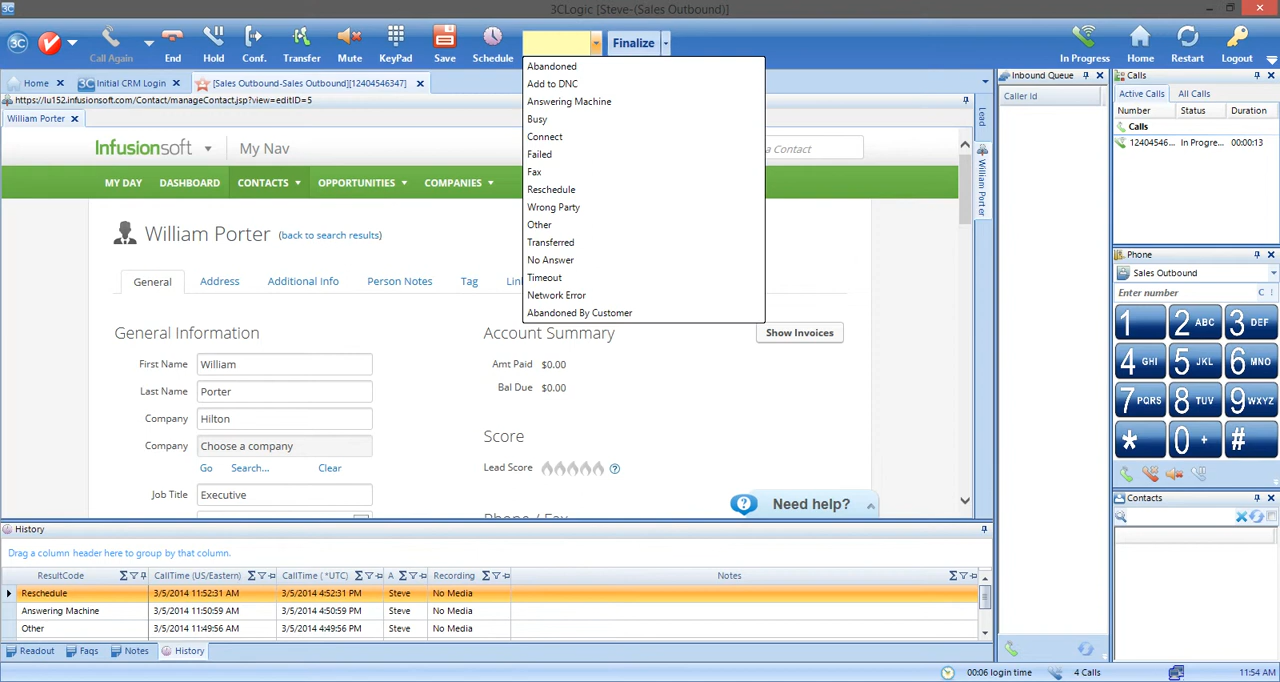 3CLogic [Steve-(Sales Outbound)]
3C
Call Again
End
Hold
Conf.
Transfer
Mute
KeyPad
Save
Schedule
Finalize
In Progress
Home
Restart
Logout
Home
3C Initial CRM Login
[Sales Outbound-Sales Outbound][12404546347]
https://lu152.infusionsoft.com/Contact/manageContact.jsp?view=editID=5
William Porter
Infusionsoft
My Nav
a Contact
MY DAY
DASHBOARD
CONTACTS
OPPORTUNITIES
COMPANIES
Abandoned
Add to DNC
Answering Machine
Busy
Connect
Failed
Fax
Reschedule
Wrong Party
Other
Transferred
No Answer
Timeout
Network Error
Abandoned By Customer
William Porter (back to search results)
General
Address
Additional Info
Person Notes
Tag
Lin
General Information
First Name William
Last Name Porter
Company Hilton
Company Choose a company
Go Search... Clear
Job Title Executive
Account Summary
Show Invoices
Amt Paid $0.00
Bal Due $0.00
Score
Lead Score
Phone / Fax
Need help?
Lead
William Porter
Inbound Queue
Caller Id
Calls
Active Calls All Calls
Number Status Duration
Calls
12404546... In Progre... 00:00:13
Phone
Sales Outbound
Enter number C
1 2 ABC 3 DEF
4 GHI 5 JKL 6 MNO
7 PQRS 8 TUV 9 WXYZ
* 0 + #
Contacts
History
Drag a column header here to group by that column.
ResultCode CallTime (US/Eastern) CallTime ( *UTC) A Recording Notes
Reschedule 3/5/2014 11:52:31 AM 3/5/2014 4:52:31 PM Steve No Media
Answering Machine 3/5/2014 11:50:59 AM 3/5/2014 4:50:59 PM Steve No Media
Other 3/5/2014 11:49:56 AM 3/5/2014 4:49:56 PM Steve No Media
Readout Faqs Notes History
00:06 login time 4 Calls 11:54 AM